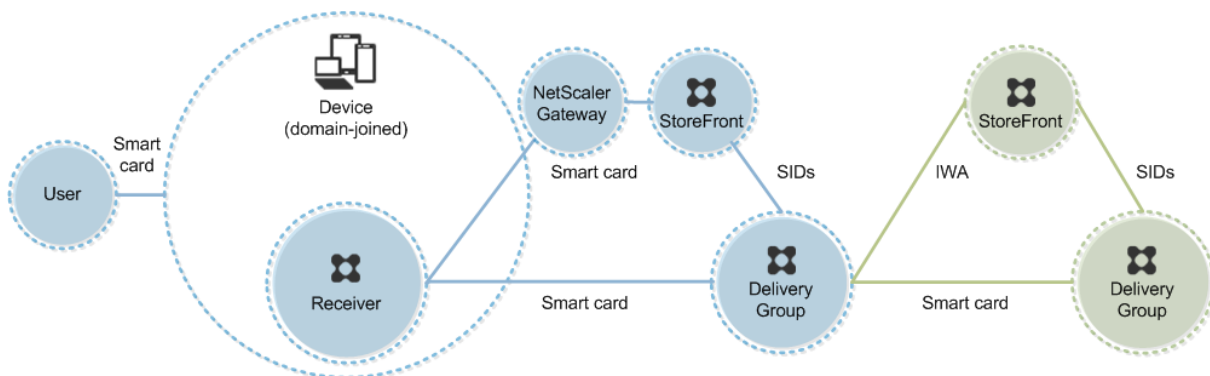 Device
(domain-joined)
NetScaler
Gateway
StoreFront
StoreFront
Smart
card
User
Smart card
SIDs
IWA
SIDs
Receiver
Smart card
Delivery
Group
Smart card
Delivery
Group